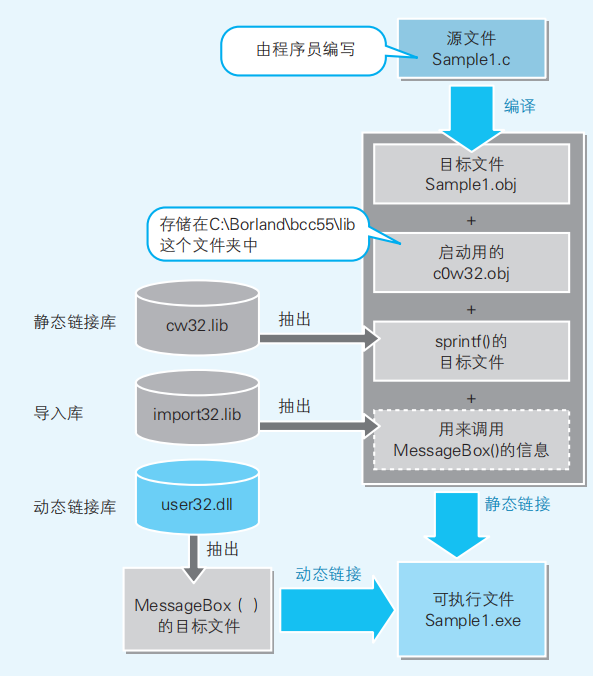 由程序员编写
源文件
Sample1.c
编译
目标文件
Sample1.obj
+
存储在C:\Borland\bcc55\lib
这个文件夹中
启动用的
c0w32.obj
+
静态链接库
cw32.lib
抽出
sprintf()的
目标文件
+
导入库
import32.lib
抽出
用来调用
MessageBox()的信息
动态链接库
user32.dll
静态链接
抽出
MessageBox ( )
的目标文件
动态链接
可执行文件
Sample1.exe